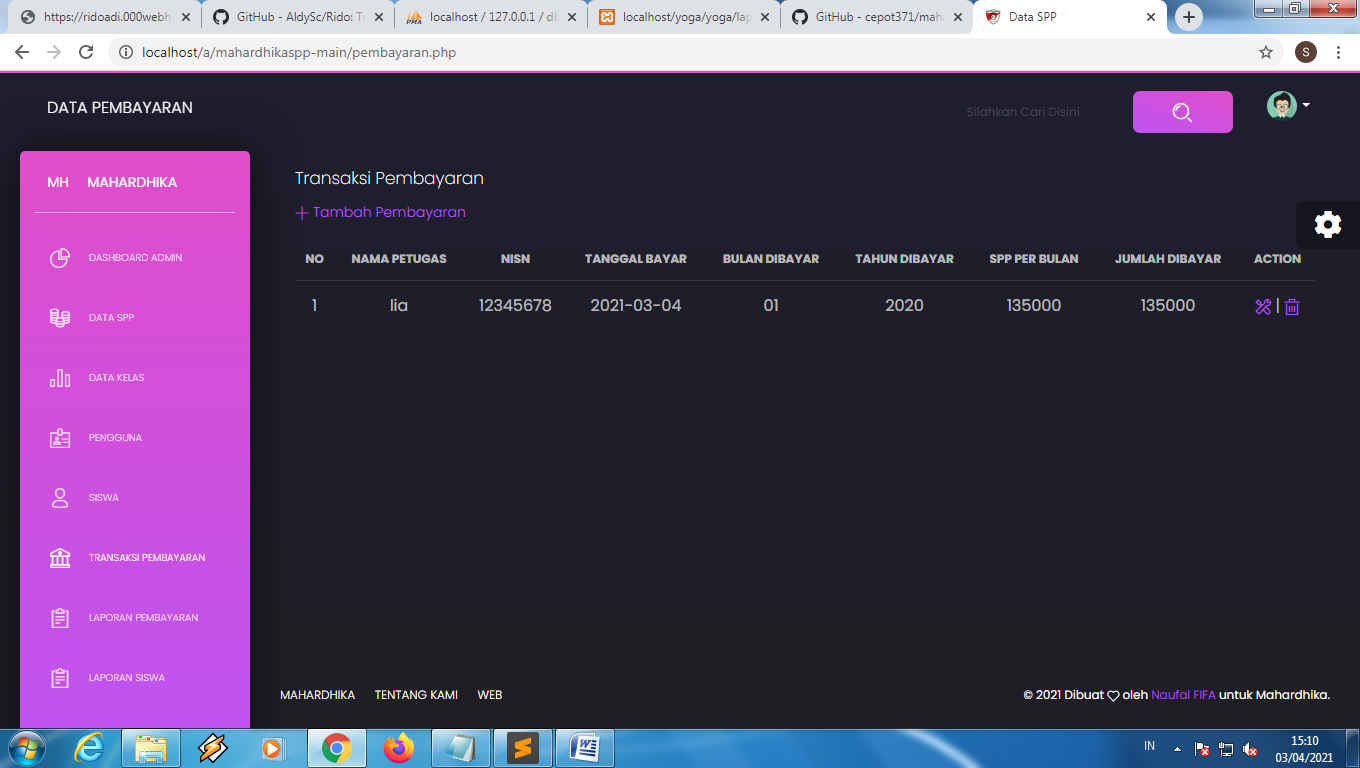 https://ridoadi.000webh
GitHub - AldySc/Rido: Tu
localhost / 127.0.0.1 / db
localhost/yoga/yoga/lap
GitHub - cepot371/maha
Data SPP
localhost/a/mahardhikaspp-main/pembayaran.php
S
DATA PEMBAYARAN
Silahkan Cari Disini
MH MAHARDHIKA
DASHBOARD ADMIN
DATA SPP
DATA KELAS
PENGGUNA
SISWA
TRANSAKSI PEMBAYARAN
LAPORAN PEMBAYARAN
LAPORAN SISWA
Transaksi Pembayaran
+ Tambah Pembayaran
NO NAMA PETUGAS NISN TANGGAL BAYAR BULAN DIBAYAR TAHUN DIBAYAR SPP PER BULAN JUMLAH DIBAYAR ACTION
1 lia 12345678 2021-03-04 01 2020 135000 135000 |
MAHARDHIKA TENTANG KAMI WEB
© 2021 Dibuat ♡ oleh Naufal FIFA untuk Mahardhika.
IN
15:10
03/04/2021